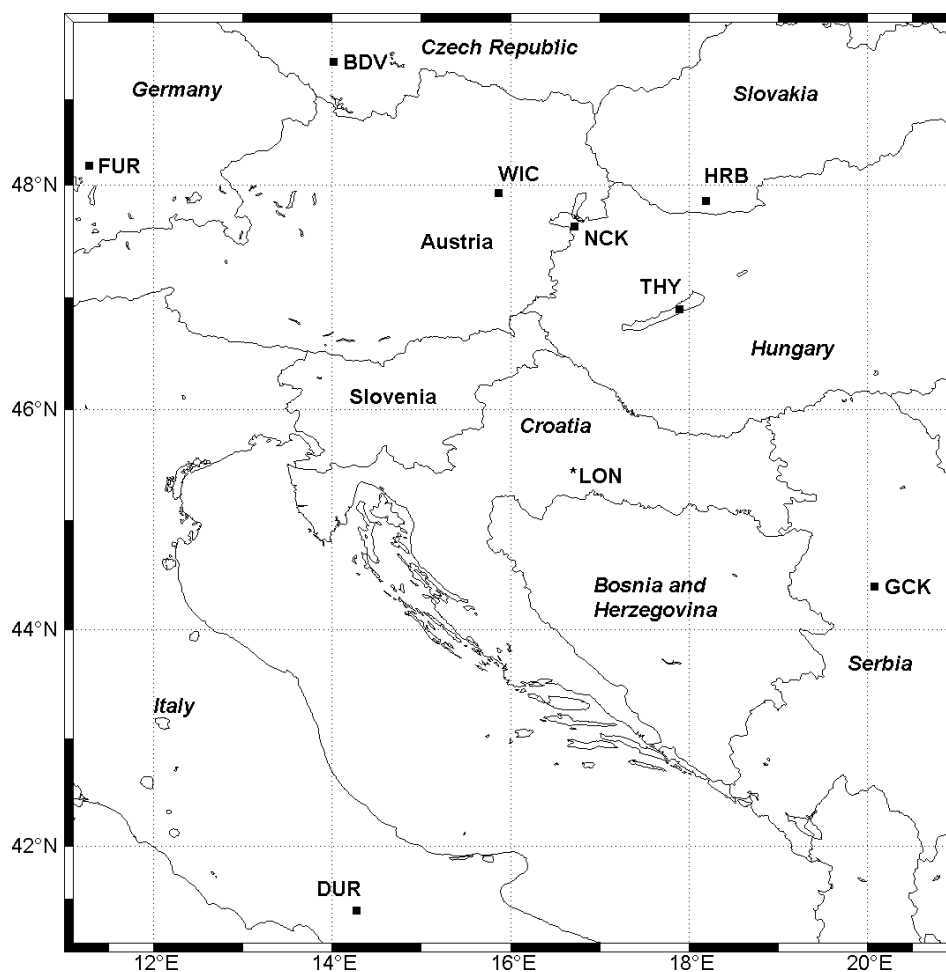 Czech Republic
BDV
Germany
Slovakia
FUR
WIC
HRB
48°N
NCK
Austria
THY
Hungary
Slovenia
46°N
Croatia
*LON
Bosnia and
Herzegovina
GCK
44°N
Serbia
Italy
42°N
DUR
12°E 14°E 16°E 18°E 20°E